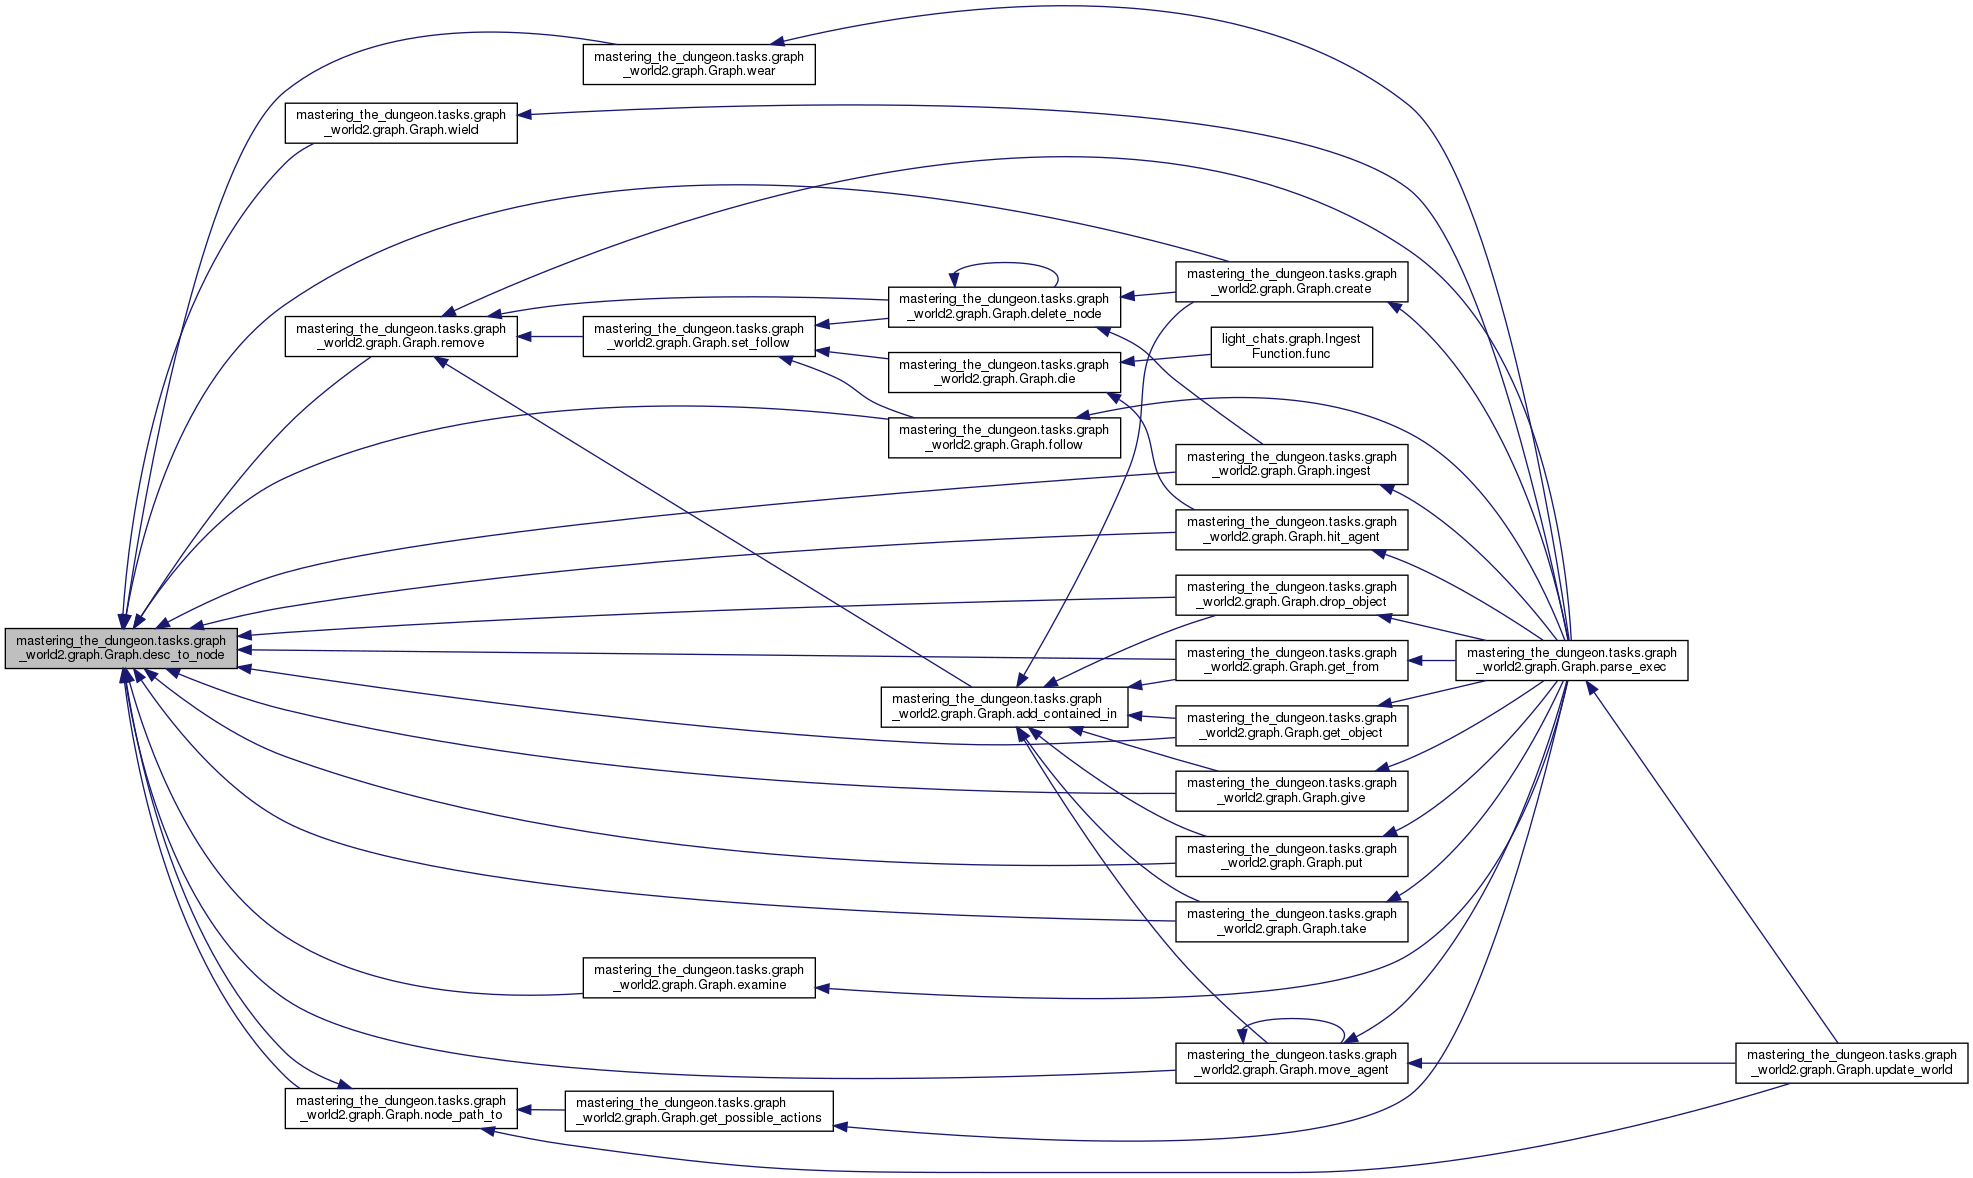 mastering_the_dungeon.tasks.graph
_world2.graph.Graph.wear
mastering_the_dungeon.tasks.graph
_world2.graph.Graph.wield
mastering_the_dungeon.tasks.graph
_world2.graph.Graph.create
mastering_the_dungeon.tasks.graph
_world2.graph.Graph.delete_node
mastering_the_dungeon.tasks.graph
_world2.graph.Graph.remove
mastering_the_dungeon.tasks.graph
_world2.graph.Graph.set_follow
light_chats.graph.Ingest
Function.func
mastering_the_dungeon.tasks.graph
_world2.graph.Graph.die
mastering_the_dungeon.tasks.graph
_world2.graph.Graph.follow
mastering_the_dungeon.tasks.graph
_world2.graph.Graph.ingest
mastering_the_dungeon.tasks.graph
_world2.graph.Graph.hit_agent
mastering_the_dungeon.tasks.graph
_world2.graph.Graph.drop_object
mastering_the_dungeon.tasks.graph
_world2.graph.Graph.desc_to_node
mastering_the_dungeon.tasks.graph
_world2.graph.Graph.get_from
mastering_the_dungeon.tasks.graph
_world2.graph.Graph.parse_exec
mastering_the_dungeon.tasks.graph
_world2.graph.Graph.add_contained_in
mastering_the_dungeon.tasks.graph
_world2.graph.Graph.get_object
mastering_the_dungeon.tasks.graph
_world2.graph.Graph.give
mastering_the_dungeon.tasks.graph
_world2.graph.Graph.put
mastering_the_dungeon.tasks.graph
_world2.graph.Graph.take
mastering_the_dungeon.tasks.graph
_world2.graph.Graph.examine
mastering_the_dungeon.tasks.graph
_world2.graph.Graph.move_agent
mastering_the_dungeon.tasks.graph
_world2.graph.Graph.update_world
mastering_the_dungeon.tasks.graph
_world2.graph.Graph.node_path_to
mastering_the_dungeon.tasks.graph
_world2.graph.Graph.get_possible_actions